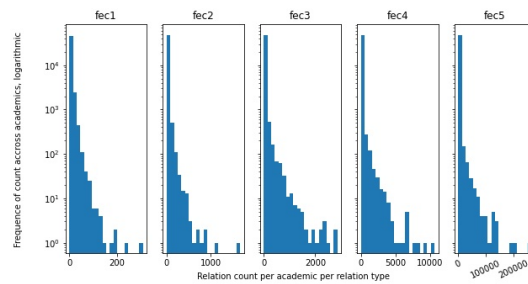 fec1 fec2 fec3 fec4 fec5
Frequence of count accross academics, logarithmic
10⁴
10³
10²
10¹
10⁰
0 200 0 1000 0 2000 0 5000 10000 0 100000 200000
Relation count per academic per relation type